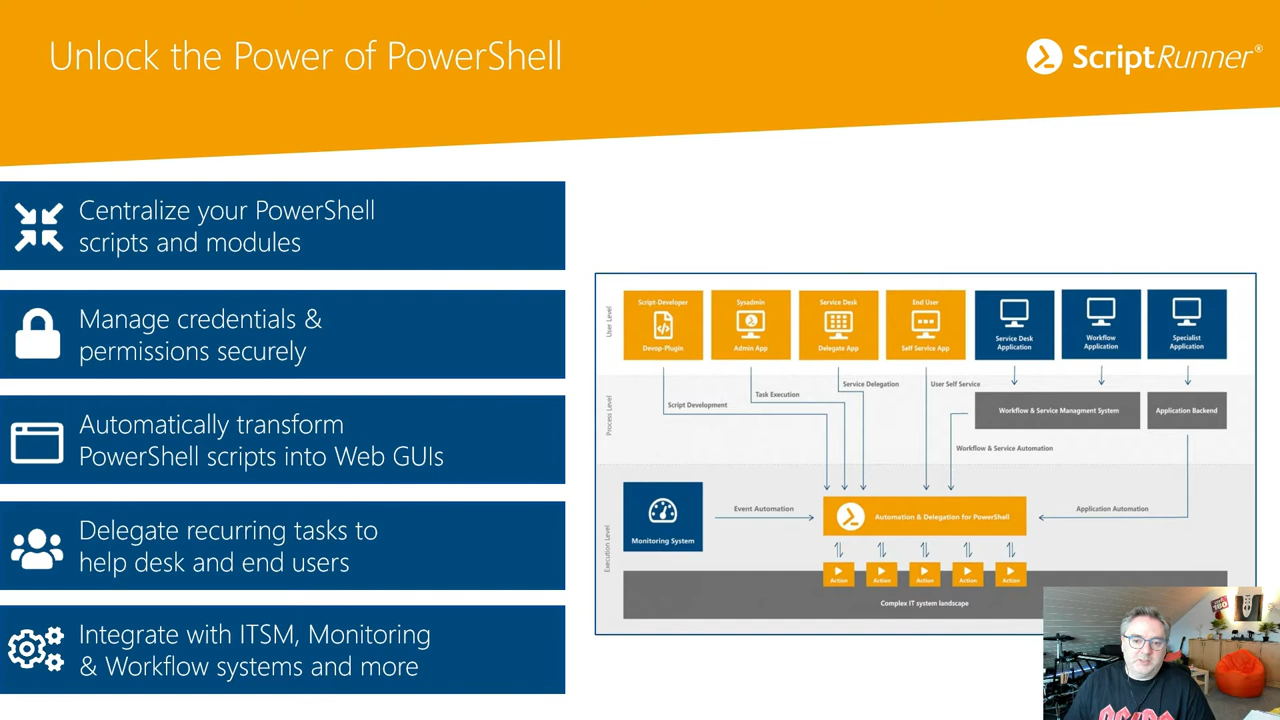 Unlock the Power of PowerShell
ScriptRunner®
Centralize your PowerShell
scripts and modules
Manage credentials &
permissions securely
Automatically transform
PowerShell scripts into Web GUIs
Delegate recurring tasks to
help desk and end users
Integrate with ITSM, Monitoring
& Workflow systems and more
User Level
Script-Developer
Devop-Plugin
Sysadmin
Admin App
Service Desk
Delegate App
End User
Self Service App
Service Desk
Application
Workflow
Application
Specialist
Application
Process Level
Script Development
Task Execution
Service Delegation
User Self Service
Workflow & Service Managment System
Application Backend
Workflow & Service Automation
Execution Level
Monitoring System
Event Automation
Automation & Delegation for PowerShell
Application Automation
Action
Action
Action
Action
Action
Complex IT system landscape
AC/DC